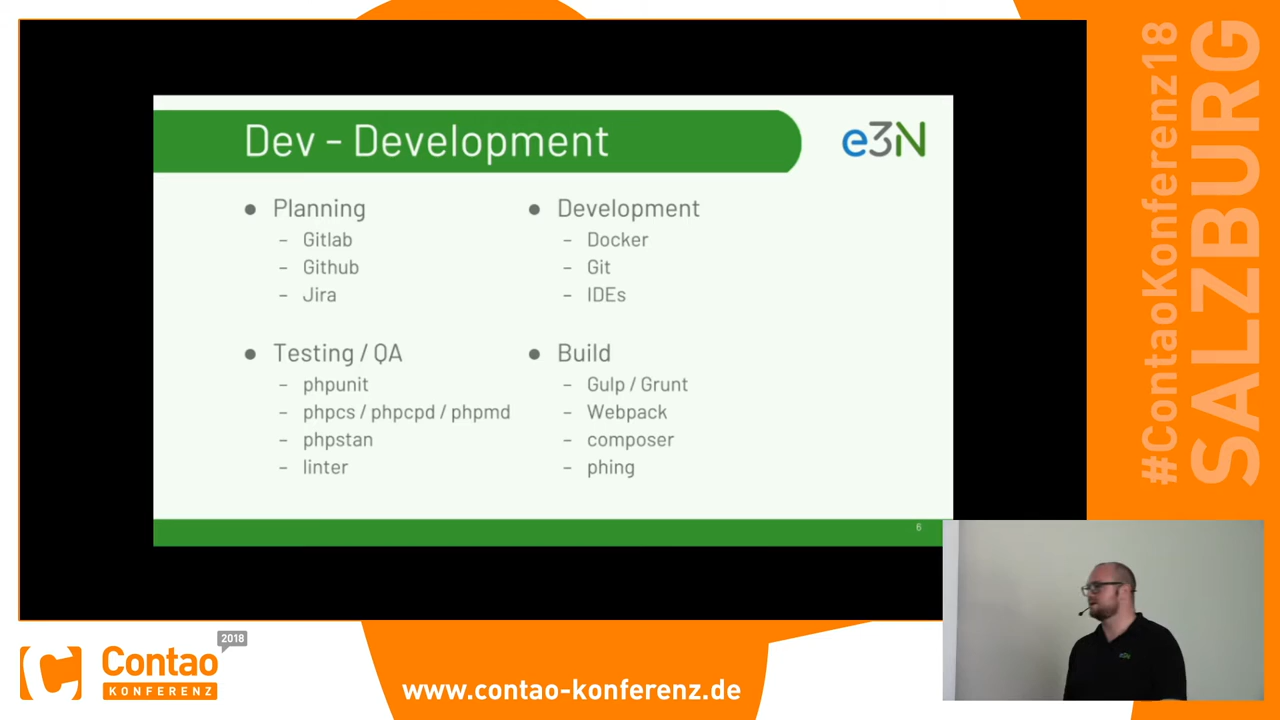 Dev - Development
e3N
● Planning
– Gitlab
– Github
– Jira
● Development
– Docker
– Git
– IDEs
● Testing / QA
– phpunit
– phpcs / phpcpd / phpmd
– phpstan
– linter
● Build
– Gulp / Grunt
– Webpack
– composer
– phing
6
#ContaoKonferenz18
SALZBURG
2018
Contao
KONFERENZ
www.contao-konferenz.de